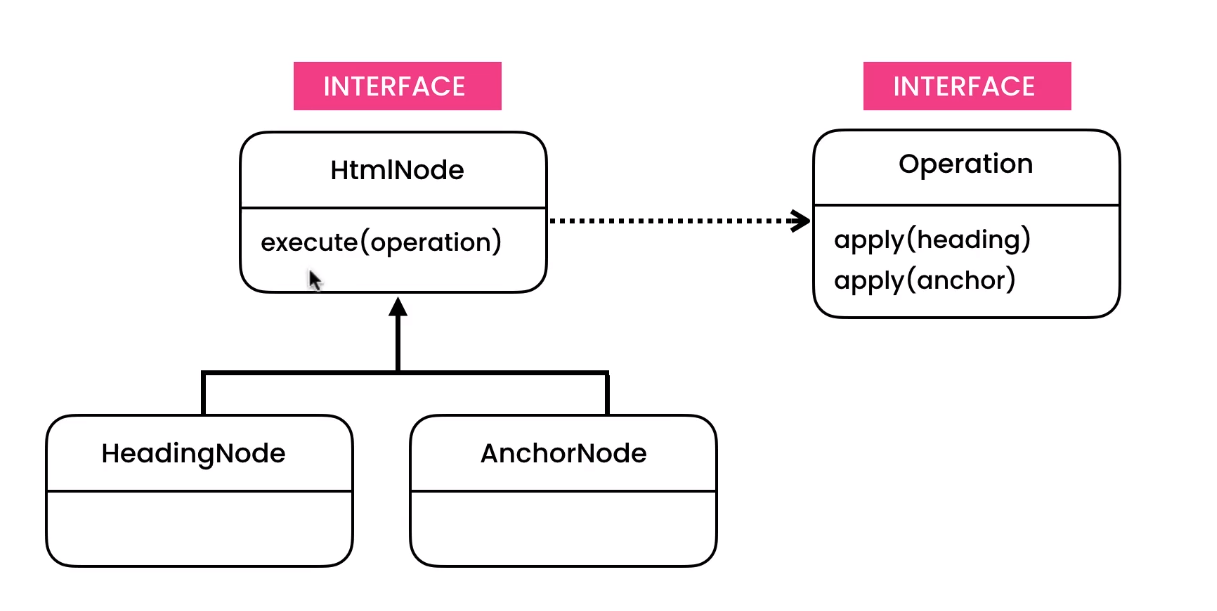 INTERFACE
INTERFACE
HtmlNode
execute(operation)
Operation
apply(heading)
apply(anchor)
HeadingNode
AnchorNode